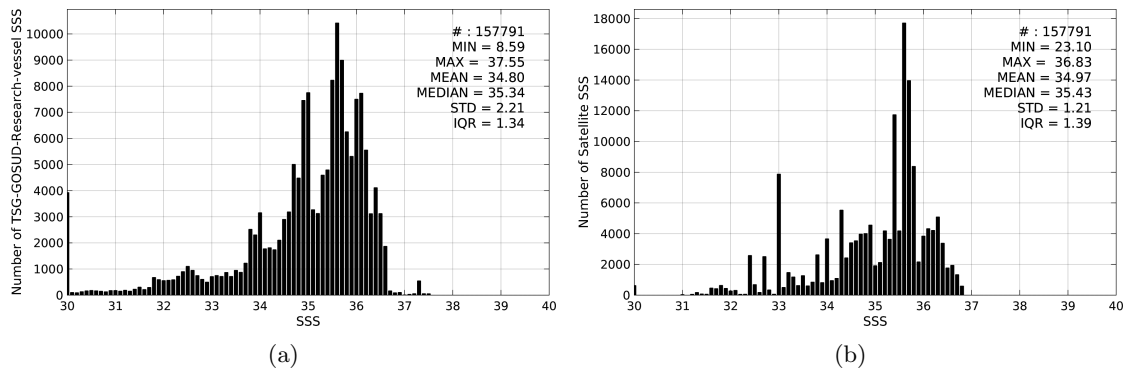 Number of TSG-GOSUD-Research-vessel SSS
10000
9000
8000
7000
6000
5000
4000
3000
2000
1000
0
30 31 32 33 34 35 36 37 38 39 40
SSS
# : 157791
MIN = 8.59
MAX = 37.55
MEAN = 34.80
MEDIAN = 35.34
STD = 2.21
IQR = 1.34
(a)
Number of Satellite SSS
18000
16000
14000
12000
10000
8000
6000
4000
2000
0
30 31 32 33 34 35 36 37 38 39 40
SSS
# : 157791
MIN = 23.10
MAX = 36.83
MEAN = 34.97
MEDIAN = 35.43
STD = 1.21
IQR = 1.39
(b)